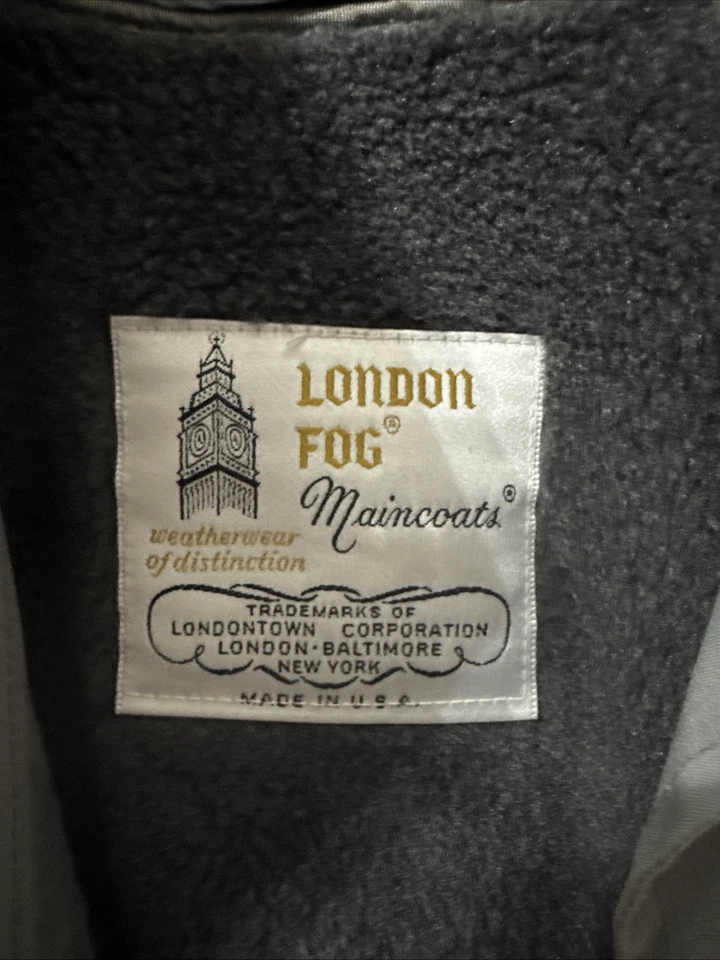 LONDON
FOG®
Maincoats®
weatherwear
of distinction
TRADEMARKS OF
LONDONTOWN CORPORATION
LONDON·BALTIMORE
NEW YORK
MADE IN U.S.A.